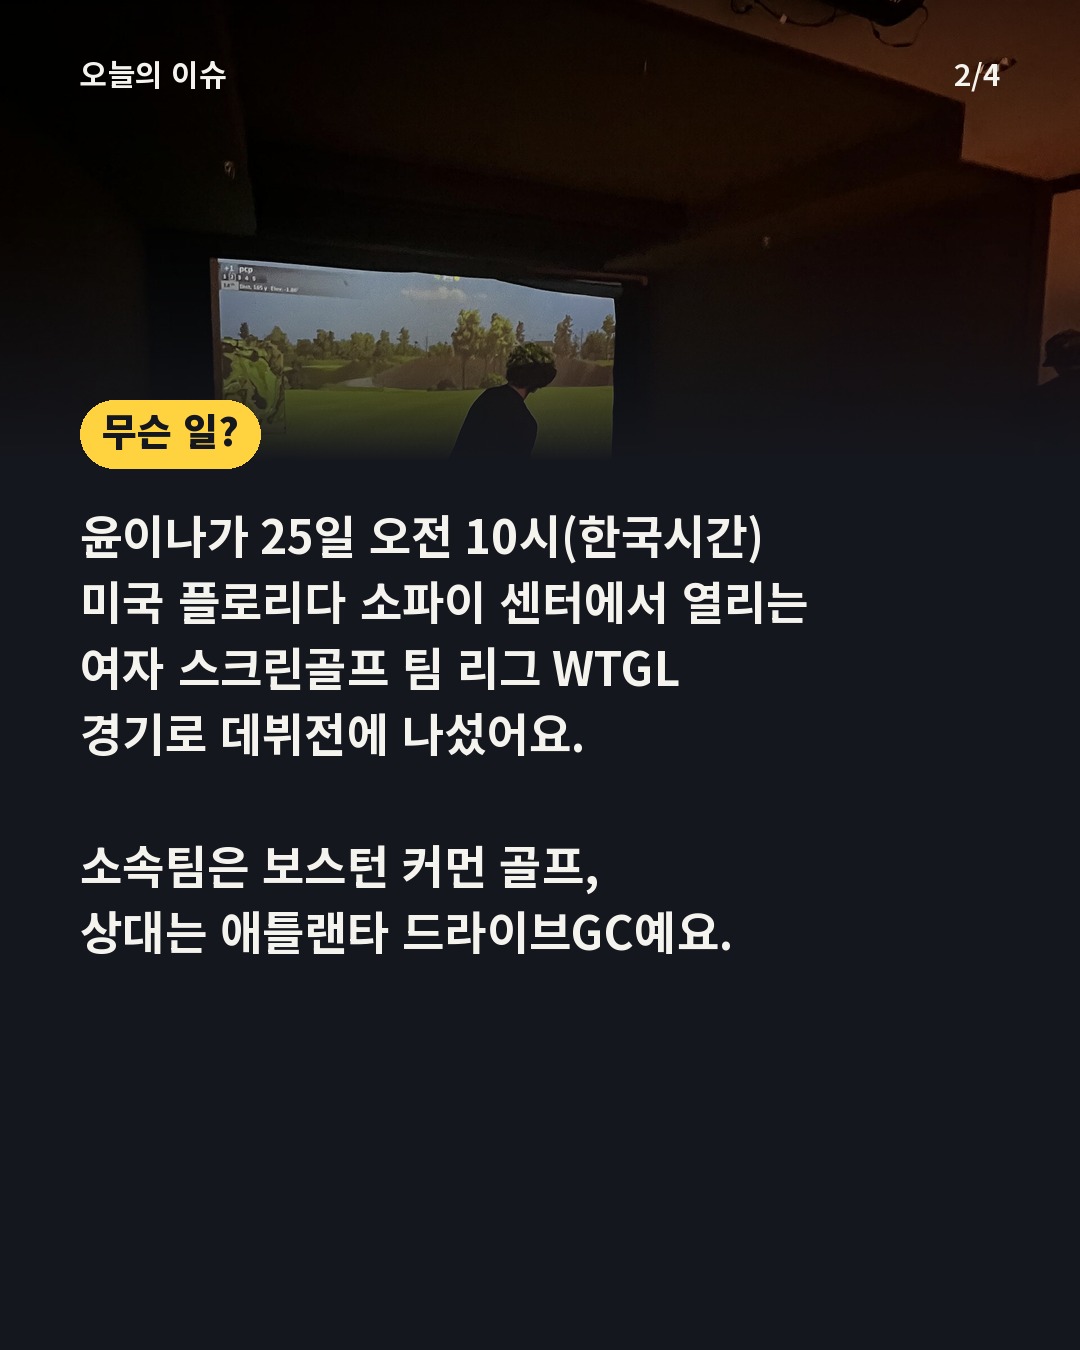 오늘의 이슈
2/4
+1 pcp
무슨 일?
윤이나가 25일 오전 10시(한국시간)
미국 플로리다 소파이 센터에서 열리는
여자 스크린골프 팀 리그 WTGL
경기로 데뷔전에 나섰어요.
소속팀은 보스턴 커먼 골프,
상대는 애틀랜타 드라이브GC예요.